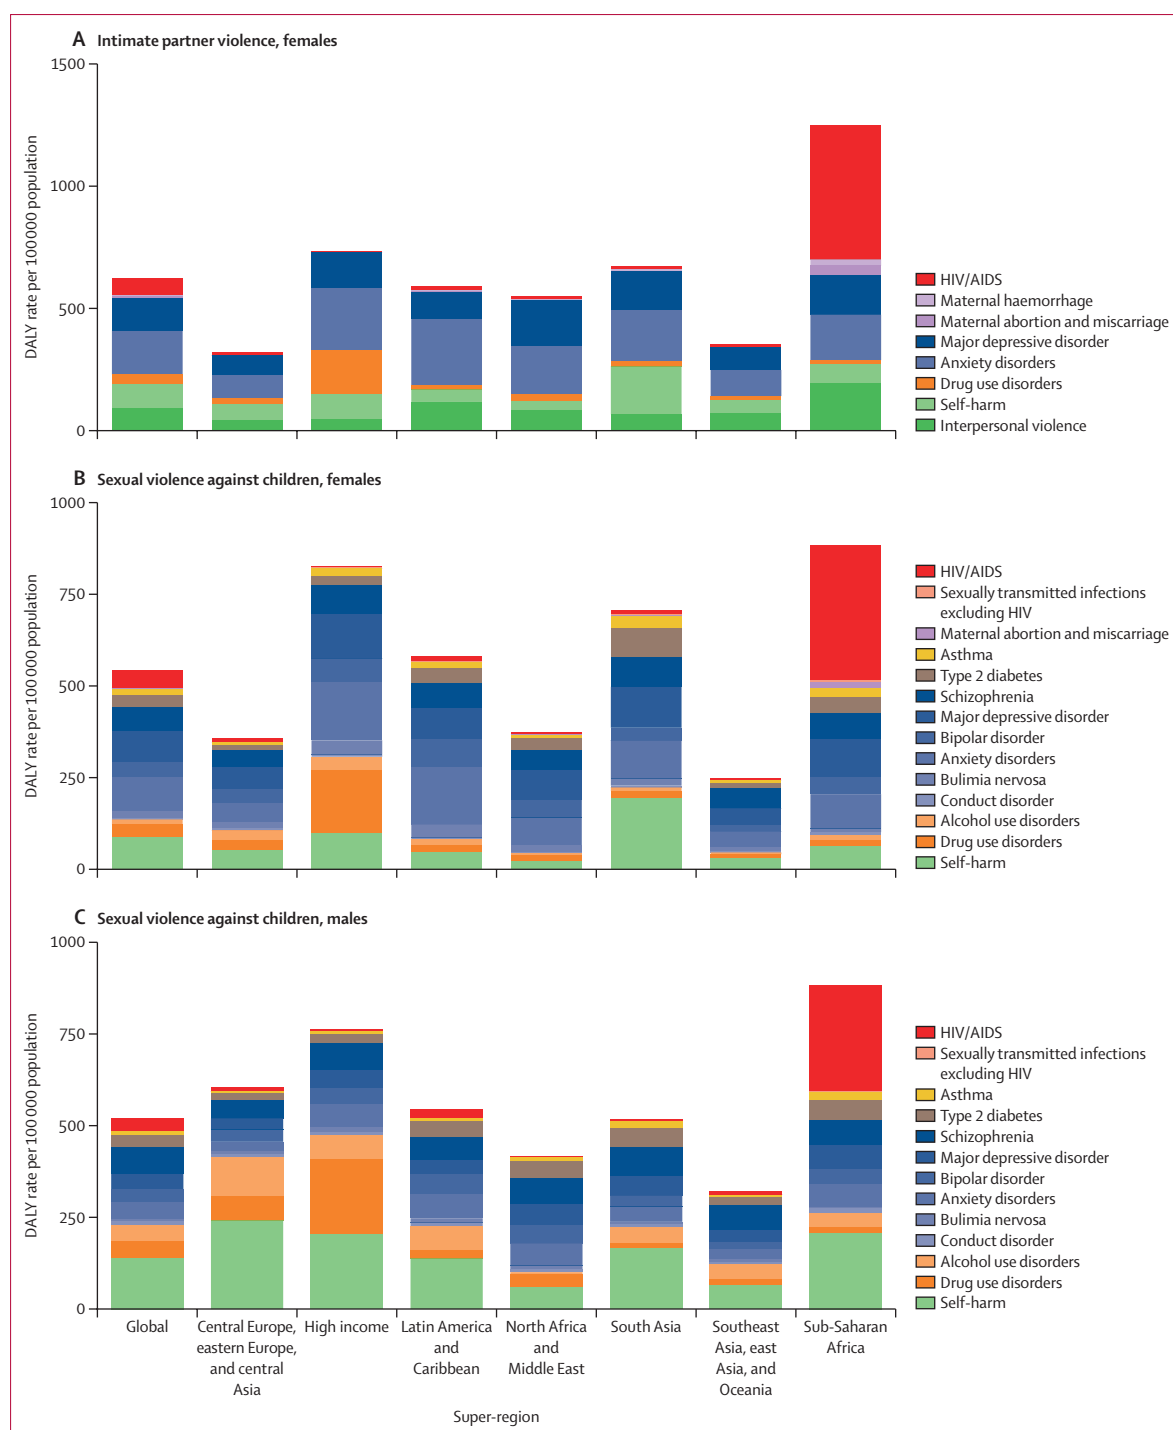 A Intimate partner violence, females
1500
1000
500
0
DALY rate per 100 000 population
HIV/AIDS
Maternal haemorrhage
Maternal abortion and miscarriage
Major depressive disorder
Anxiety disorders
Drug use disorders
Self-harm
Interpersonal violence
B Sexual violence against children, females
1000
750
500
250
0
DALY rate per 100 000 population
HIV/AIDS
Sexually transmitted infections
excluding HIV
Maternal abortion and miscarriage
Asthma
Type 2 diabetes
Schizophrenia
Major depressive disorder
Bipolar disorder
Anxiety disorders
Bulimia nervosa
Conduct disorder
Alcohol use disorders
Drug use disorders
Self-harm
C Sexual violence against children, males
1000
750
500
250
0
DALY rate per 100 000 population
HIV/AIDS
Sexually transmitted infections
excluding HIV
Asthma
Type 2 diabetes
Schizophrenia
Major depressive disorder
Bipolar disorder
Anxiety disorders
Bulimia nervosa
Conduct disorder
Alcohol use disorders
Drug use disorders
Self-harm
Global
Central Europe,
eastern Europe,
and central
Asia
High income
Latin America
and
Caribbean
North Africa
and
Middle East
South Asia
Southeast
Asia, east
Asia, and
Oceania
Sub-Saharan
Africa
Super-region